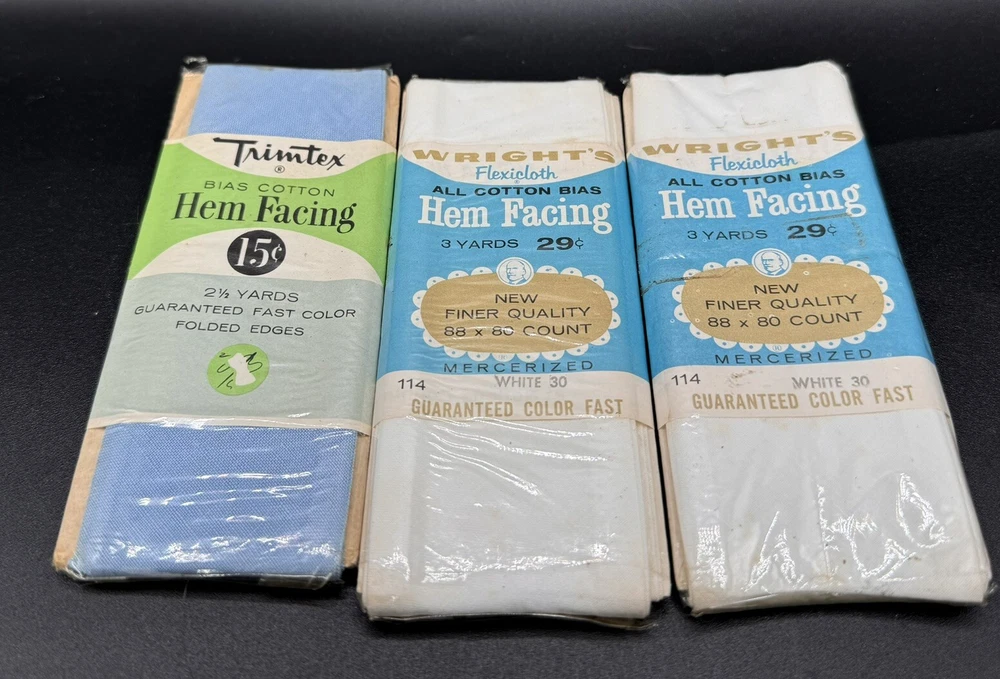 Trimtex
®
BIAS COTTON
Hem Facing
15¢
2½ YARDS
GUARANTEED FAST COLOR
FOLDED EDGES
WRIGHT'S
Flexicloth
ALL COTTON BIAS
Hem Facing
3 YARDS 29¢
NEW
FINER QUALITY
88 x 80 COUNT
MERCERIZED
114 WHITE 30
GUARANTEED COLOR FAST
WRIGHT'S
Flexicloth
ALL COTTON BIAS
Hem Facing
3 YARDS 29¢
NEW
FINER QUALITY
88 x 80 COUNT
®
MERCERIZED
114 WHITE 30
GUARANTEED COLOR FAST